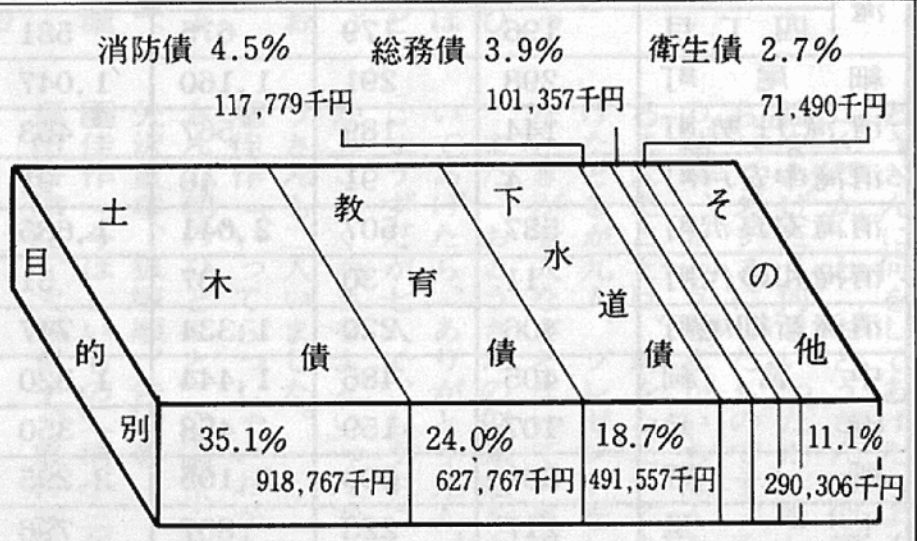 消防債 4.5%
117,779千円
総務債 3.9%
101,357千円
衛生債 2.7%
71,490千円
目的別
土木債
教育債
下水道債
その他
35.1%
918,767千円
24.0%
627,767千円
18.7%
491,557千円
11.1%
290,306千円